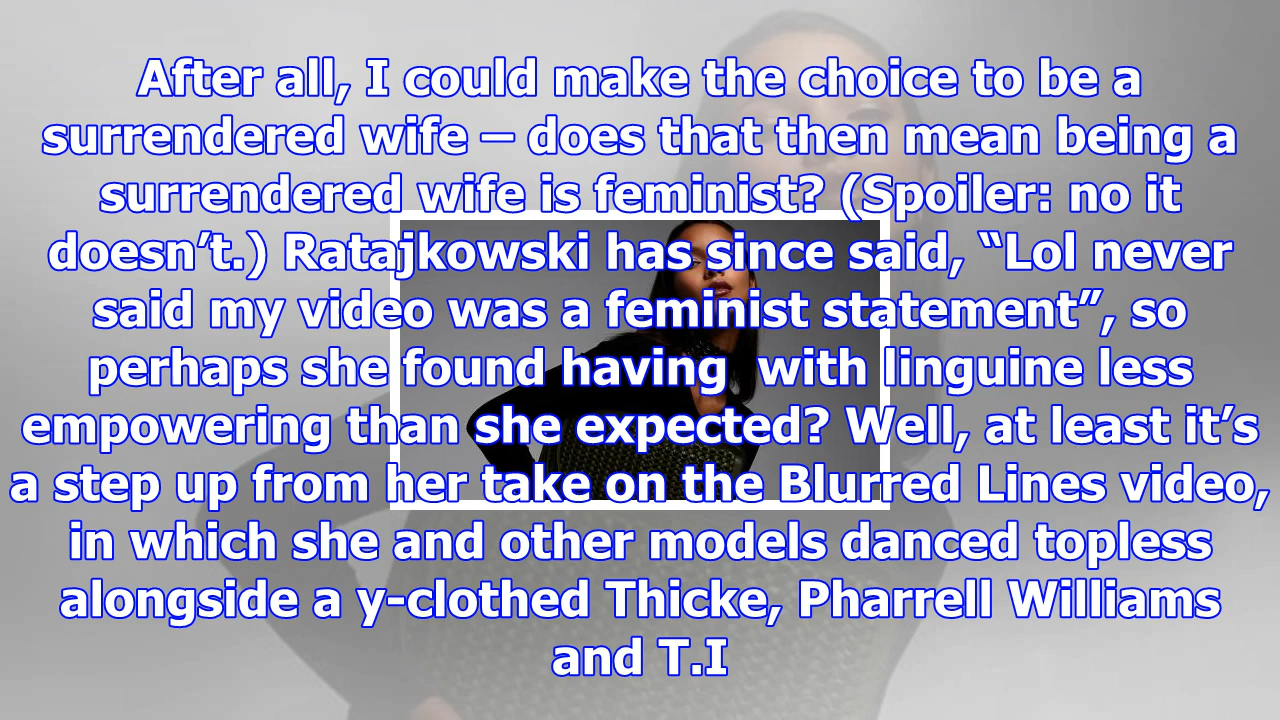 After all, I could make the choice to be a
surrendered wife – does that then mean being a
surrendered wife is feminist? (Spoiler: no it
doesn’t.) Ratajkowski has since said, “Lol never
said my video was a feminist statement”, so
perhaps she found having  with linguine less
empowering than she expected? Well, at least it’s
a step up from her take on the Blurred Lines video,
in which she and other models danced topless
alongside a y-clothed Thicke, Pharrell Williams
and T.I